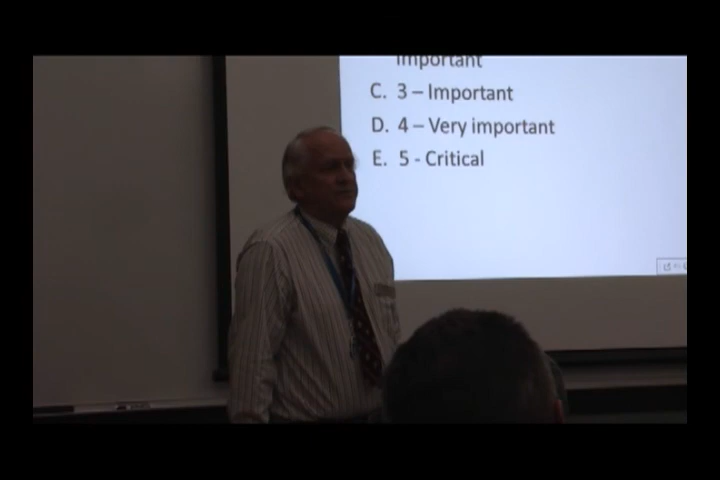 important
C. 3 – Important
D. 4 – Very important
E. 5 - Critical